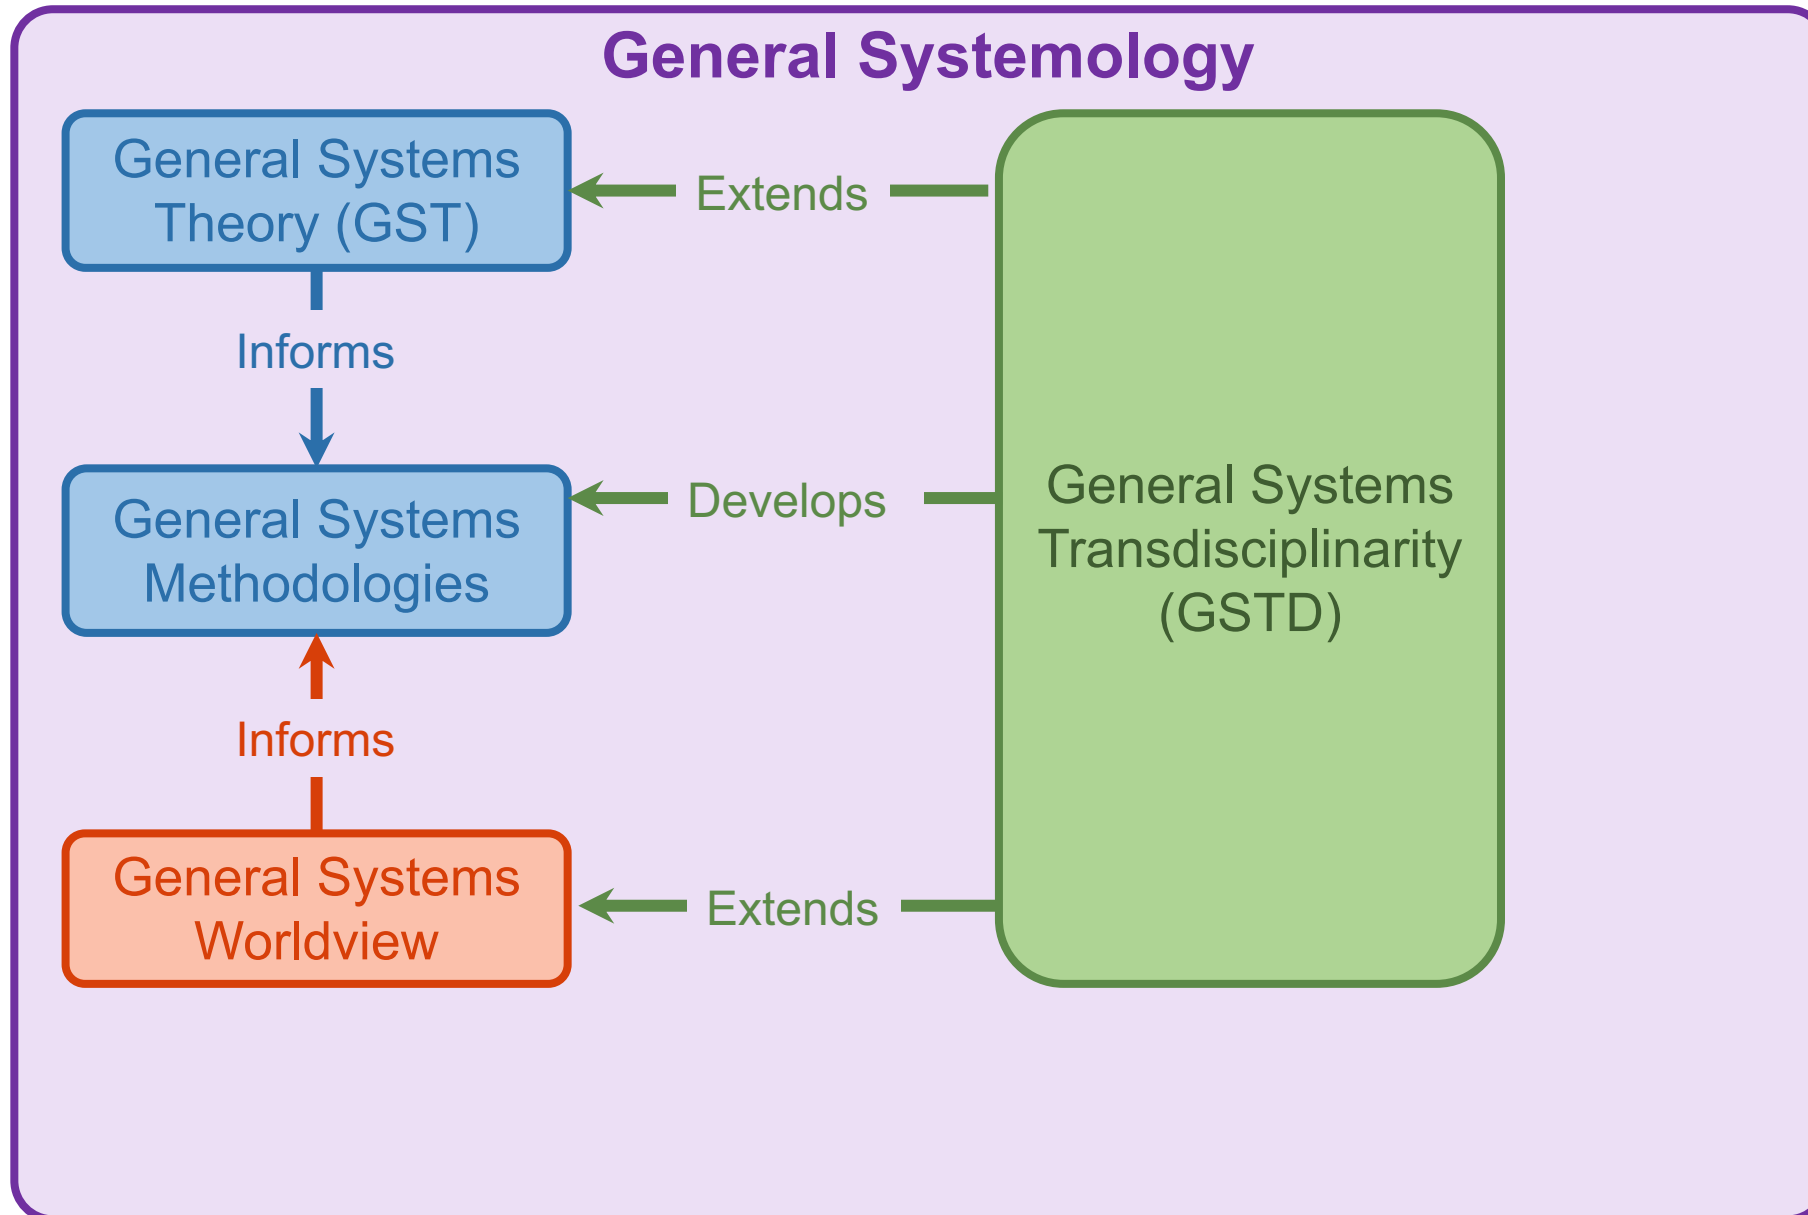 General Systemology
General Systems
Theory (GST)
Extends
Informs
General Systems
Methodologies
Develops
General Systems
Transdisciplinarity
(GSTD)
Informs
General Systems
Worldview
Extends